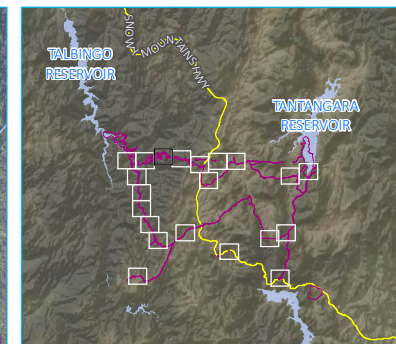 SNOWY MOUNTAINS HWY
TALBINGO
RESERVOIR
TANTANGARA
RESERVOIR